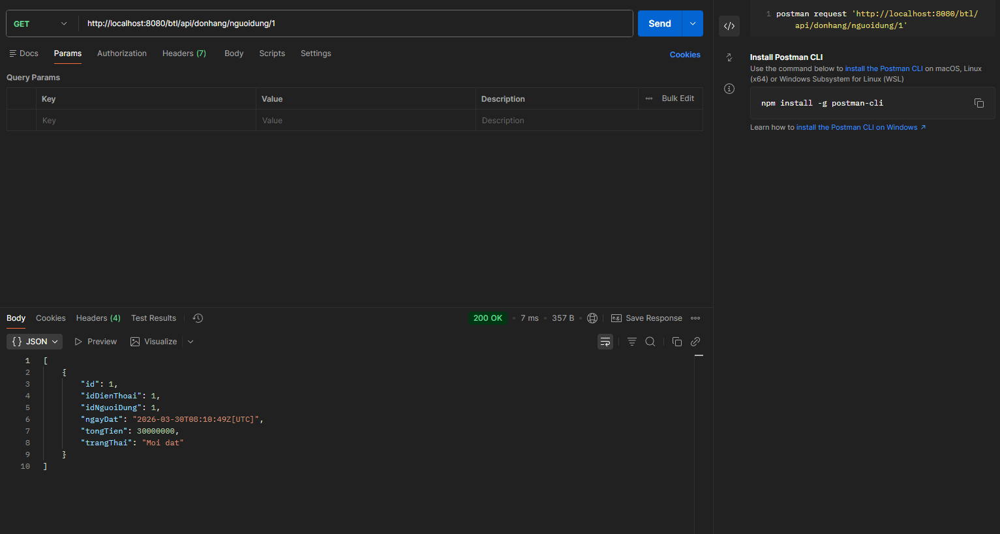 GET
http://localhost:8080/btl/api/donhang/nguoidung/1
Send
Docs
Params
Authorization
Headers (7)
Body
Scripts
Settings
Cookies
Query Params
Key
Value
Description
Bulk Edit
Key
Value
Description
Body
Cookies
Headers (4)
Test Results
200 OK
7 ms
357 B
e.g.
Save Response
{} JSON
Preview
Visualize
1 [
2 {
3 "id": 1,
4 "idDienThoai": 1,
5 "idNguoiDung": 1,
6 "ngayDat": "2026-03-30T08:10:49Z[UTC]",
7 "tongTien": 30000000,
8 "trangThai": "Moi dat"
9 }
10 ]
</>
1 postman request 'http://localhost:8080/btl/
api/donhang/nguoidung/1'
Install Postman CLI
Use the command below to install the Postman CLI on macOS, Linux
(x64) or Windows Subsystem for Linux (WSL)
npm install -g postman-cli
Learn how to install the Postman CLI on Windows ↗